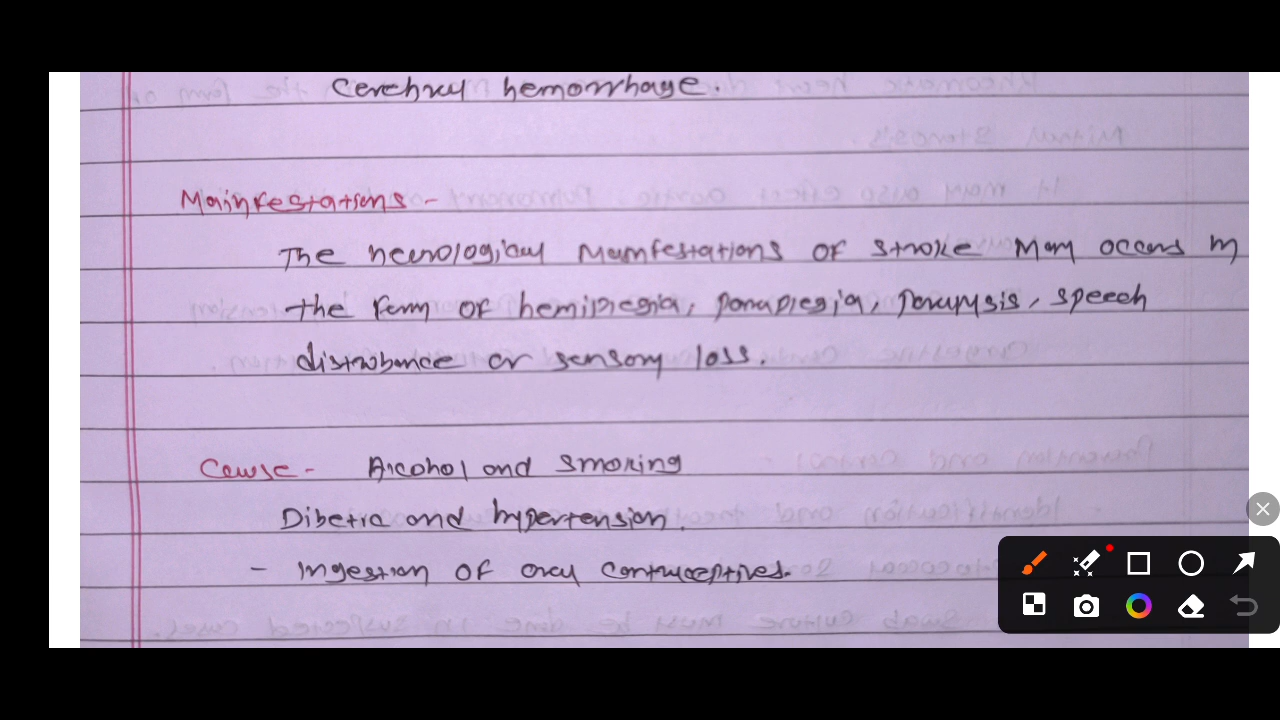 Cerebral hemorrhage.
Mainfestations -
The neurological Manifestations of stroke May occurs in
the form of hemiplegia, paraplegia, paralysis, speech
disturbance or sensory loss.
Cause - Alcohol and smoking
Dibetic and hypertension.
- Ingestion of oral contraceptives.